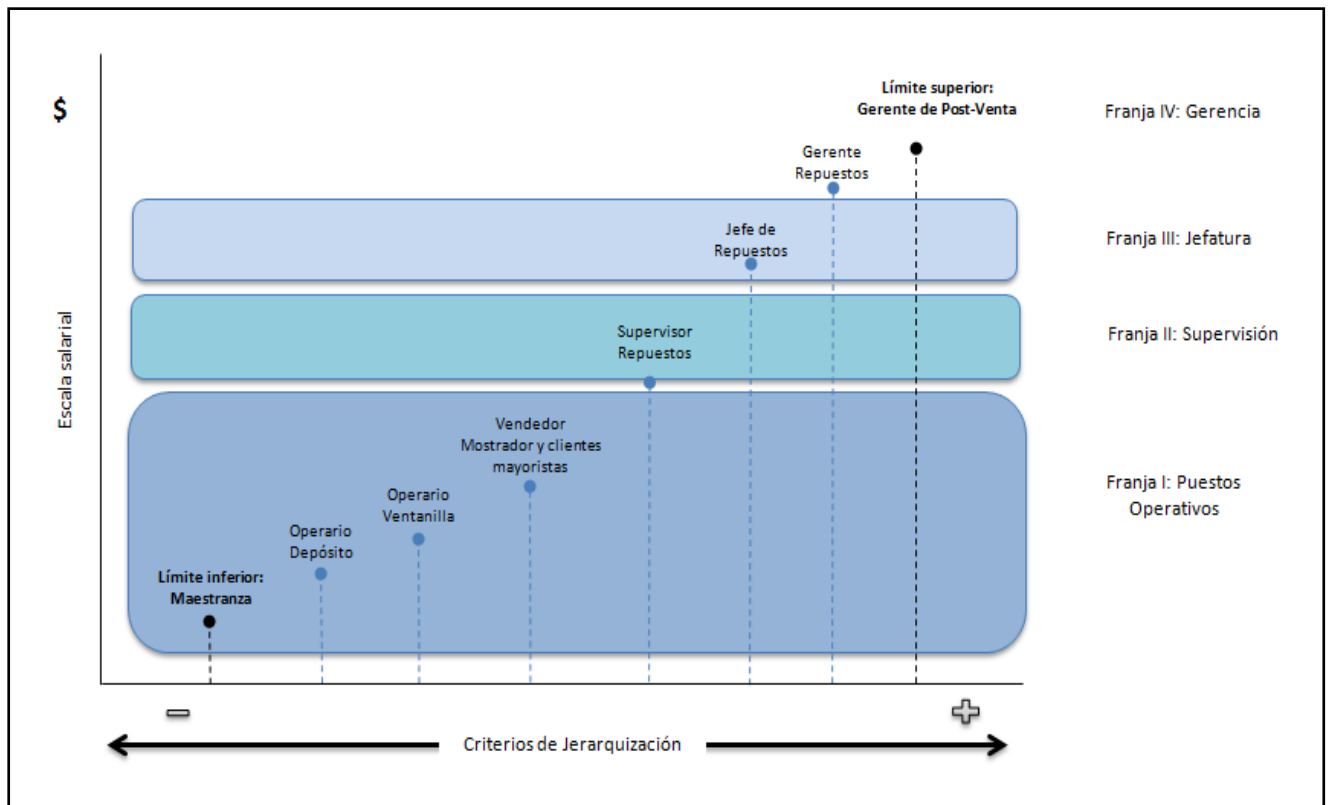 $
Escala salarial
Límite superior:
Gerente de Post-Venta
Franja IV: Gerencia
Gerente
Repuestos
Jefe de
Repuestos
Franja III: Jefatura
Supervisor
Repuestos
Franja II: Supervisión
Vendedor
Mostrador y clientes
mayoristas
Franja I: Puestos
Operativos
Operario
Ventanilla
Operario
Depósito
Límite inferior:
Maestranza
Criterios de Jerarquización